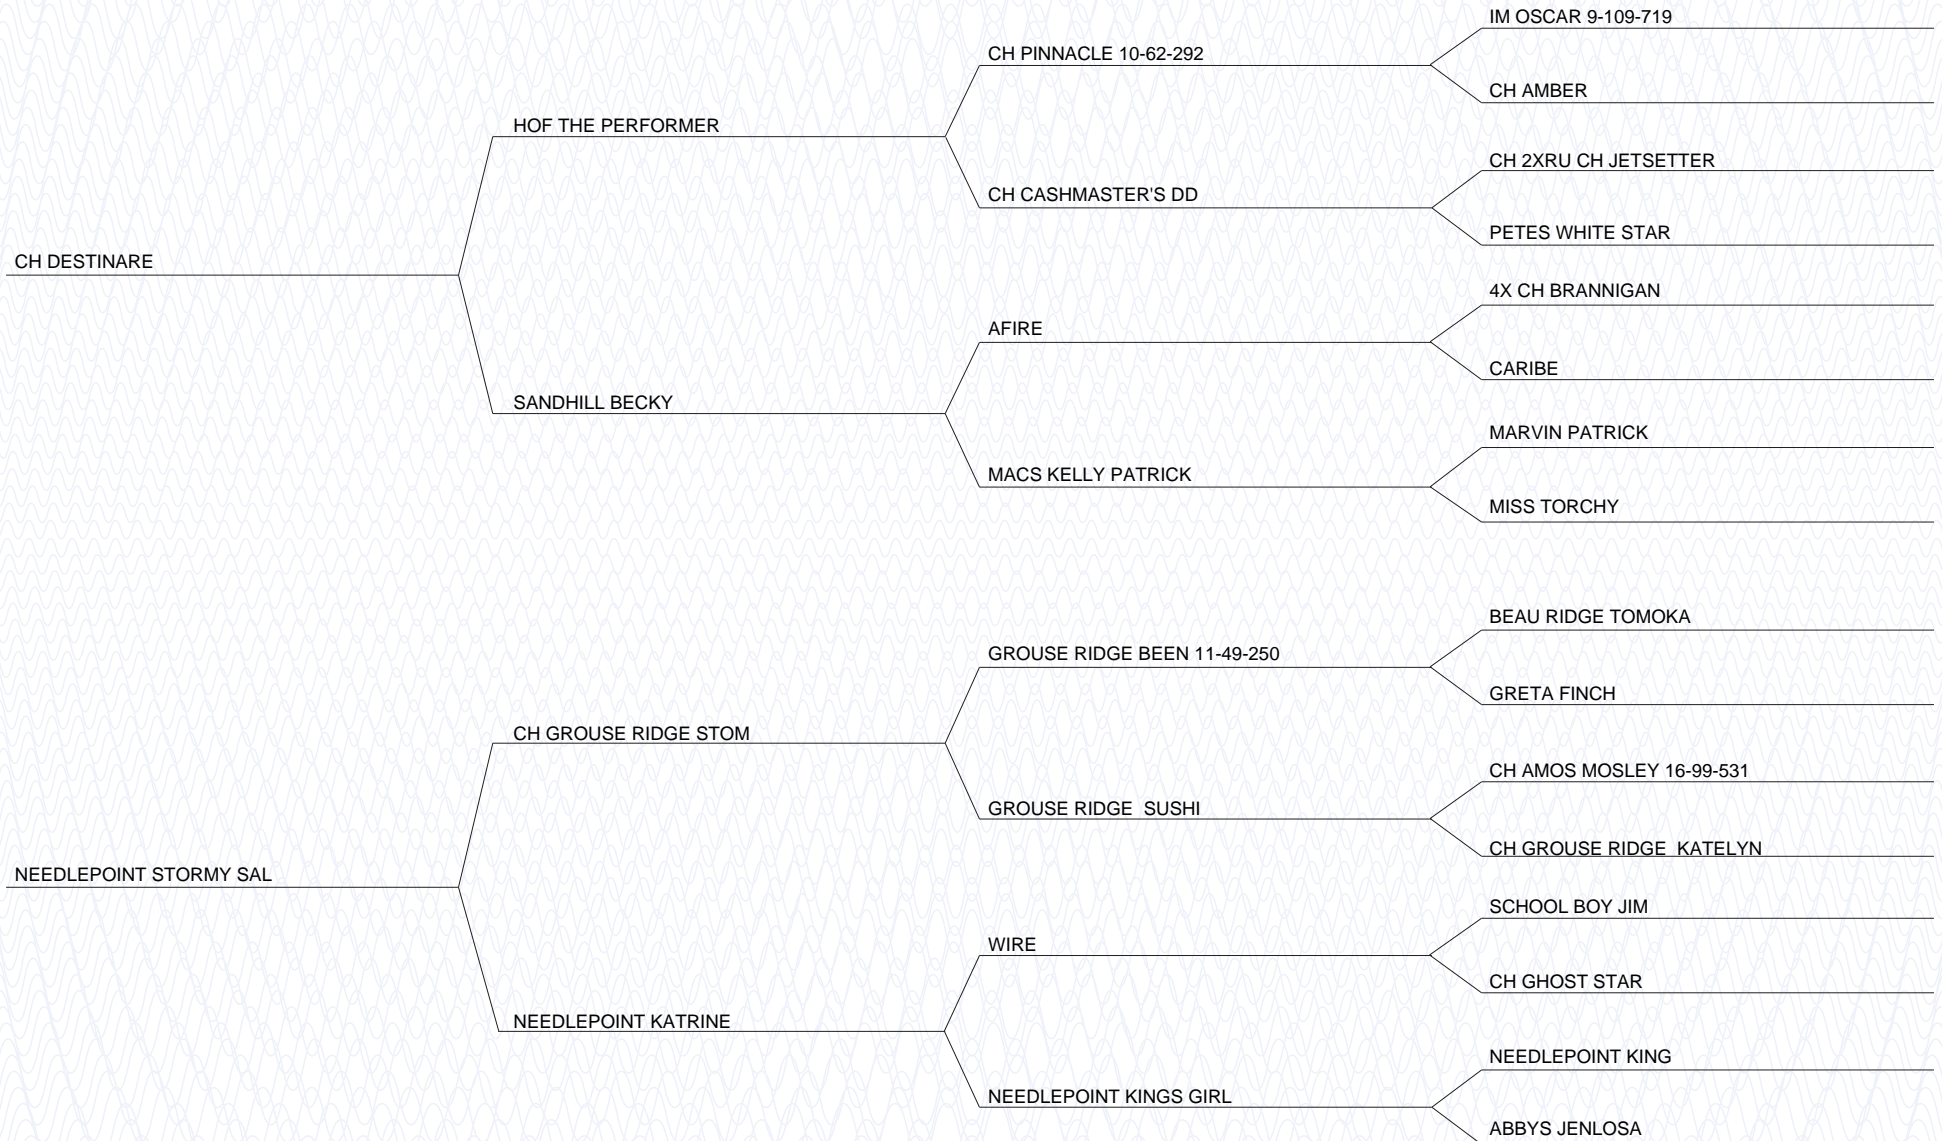 CH DESTINARE
HOF THE PERFORMER
CH PINNACLE 10-62-292
IM OSCAR 9-109-719
CH AMBER
CH CASHMASTER'S DD
CH 2XRU CH JETSETTER
PETES WHITE STAR
SANDHILL BECKY
AFIRE
4X CH BRANNIGAN
CARIBE
MACS KELLY PATRICK
MARVIN PATRICK
MISS TORCHY
NEEDLEPOINT STORMY SAL
CH GROUSE RIDGE STOM
GROUSE RIDGE BEEN 11-49-250
BEAU RIDGE TOMOKA
GRETA FINCH
GROUSE RIDGE  SUSHI
CH AMOS MOSLEY 16-99-531
CH GROUSE RIDGE  KATELYN
NEEDLEPOINT KATRINE
WIRE
SCHOOL BOY JIM
CH GHOST STAR
NEEDLEPOINT KINGS GIRL
NEEDLEPOINT KING
ABBYS JENLOSA